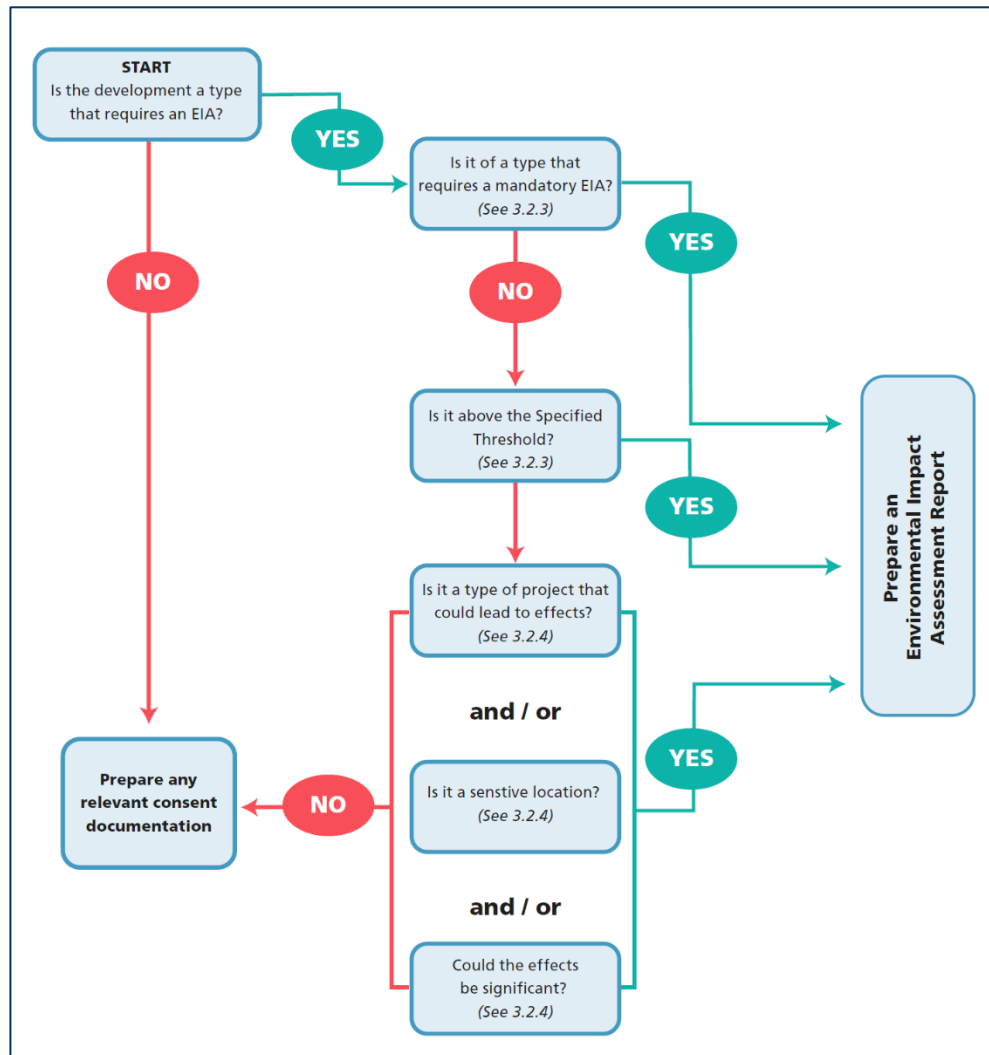 START
Is the development a type
that requires an EIA?
YES
Is it of a type that
requires a mandatory EIA?
(See 3.2.3)
YES
NO
NO
Is it above the Specified
Threshold?
(See 3.2.3)
YES
Prepare an
Environmental Impact
Assessment Report
Is it a type of project that
could lead to effects?
(See 3.2.4)
and / or
YES
Prepare any
relevant consent
documentation
NO
Is it a senstive location?
(See 3.2.4)
and / or
Could the effects
be significant?
(See 3.2.4)